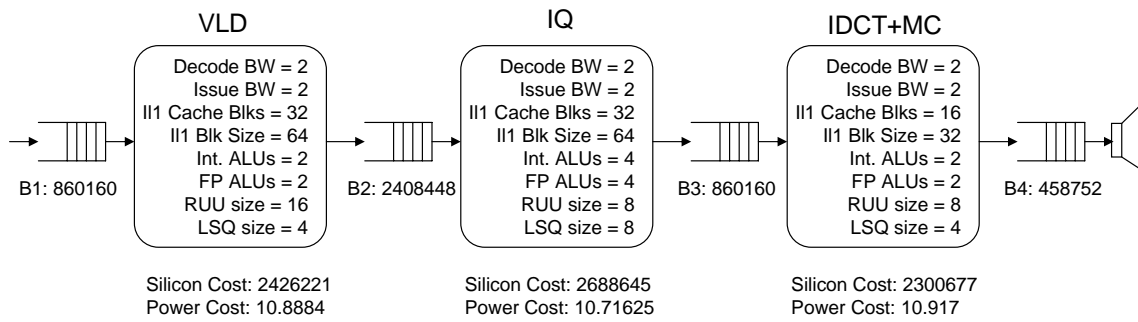 VLD
Decode BW = 2
Issue BW = 2
Il1 Cache Blks = 32
Il1 Blk Size = 64
Int. ALUs = 2
FP ALUs = 2
RUU size = 16
LSQ size = 4
Silicon Cost: 2426221
Power Cost: 10.8884
IQ
Decode BW = 2
Issue BW = 2
Il1 Cache Blks = 32
Il1 Blk Size = 64
Int. ALUs = 4
FP ALUs = 4
RUU size = 8
LSQ size = 8
Silicon Cost: 2688645
Power Cost: 10.71625
IDCT+MC
Decode BW = 2
Issue BW = 2
Il1 Cache Blks = 16
Il1 Blk Size = 32
Int. ALUs = 2
FP ALUs = 2
RUU size = 8
LSQ size = 4
Silicon Cost: 2300677
Power Cost: 10.917
B1: 860160
B2: 2408448
B3: 860160
B4: 458752